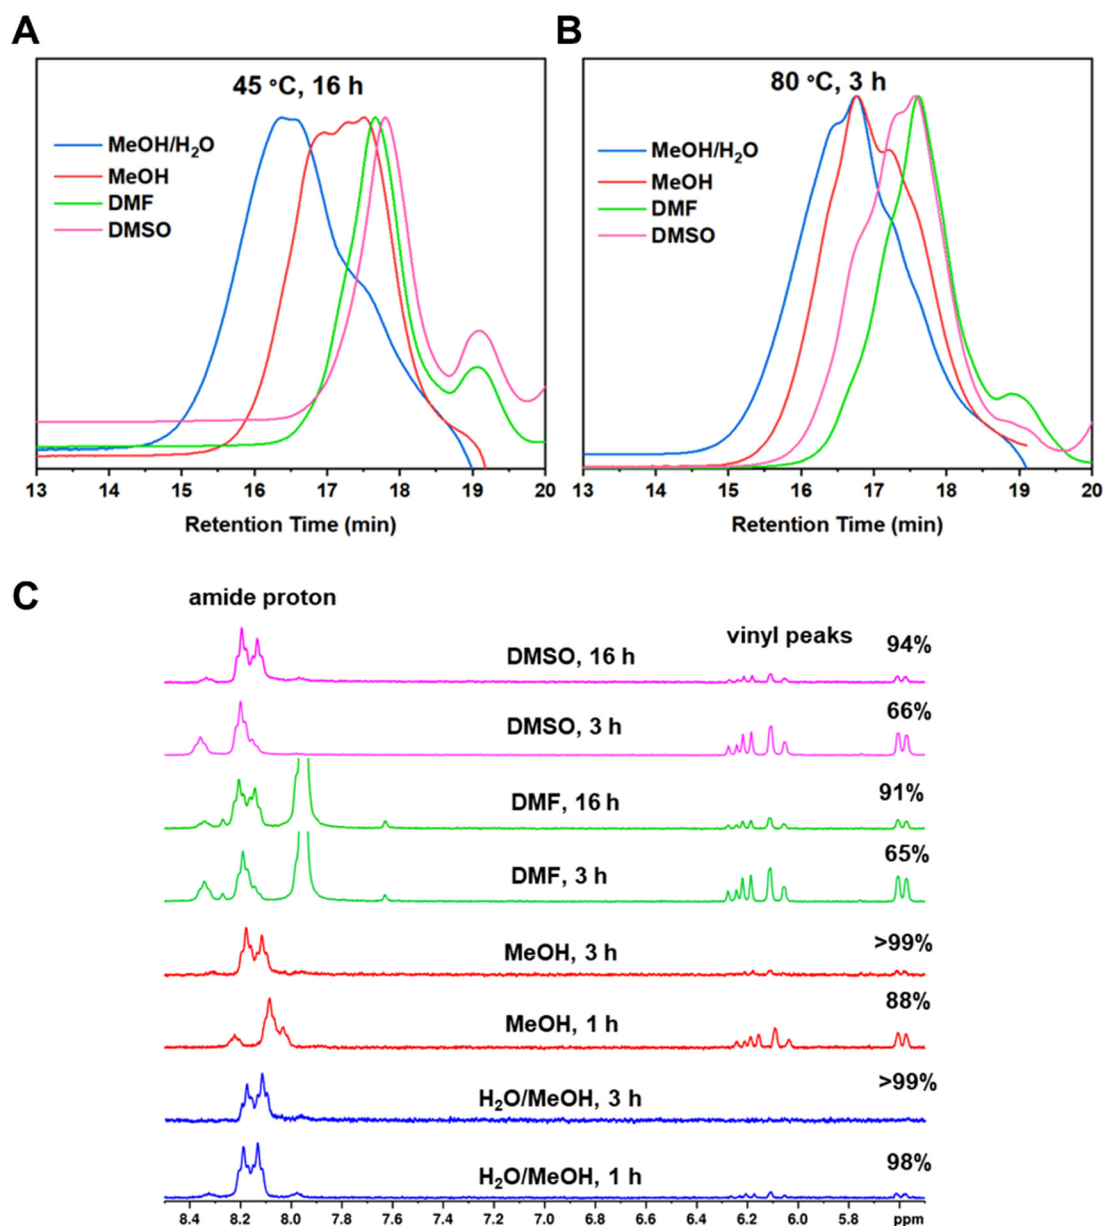 A
45 °C, 16 h
MeOH/H₂O
MeOH
DMF
DMSO
13 14 15 16 17 18 19 20
Retention Time (min)
B
80 °C, 3 h
MeOH/H₂O
MeOH
DMF
DMSO
13 14 15 16 17 18 19 20
Retention Time (min)
C
amide proton
vinyl peaks
DMSO, 16 h 94%
DMSO, 3 h 66%
DMF, 16 h 91%
DMF, 3 h 65%
MeOH, 3 h >99%
MeOH, 1 h 88%
H₂O/MeOH, 3 h >99%
H₂O/MeOH, 1 h 98%
8.4 8.2 8.0 7.8 7.6 7.4 7.2 7.0 6.8 6.6 6.4 6.2 6.0 5.8 ppm